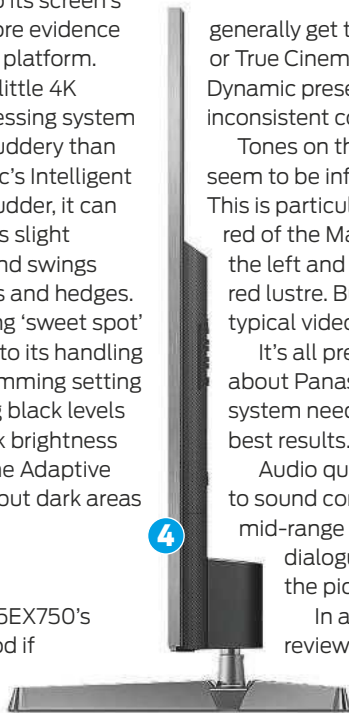 its screen's
ore evidence
platform.
little 4K
essing system
uddery than
c's Intelligent
udder, it can
s slight
nd swings
s and hedges.
ng 'sweet spot'
to its handling
mming setting
g black levels
k brightness
ne Adaptive
out dark areas
5EX750's
od if
4
generally get t
or True Cinem
Dynamic prese
inconsistent co
Tones on th
seem to be inf
This is particul
red of the Ma
the left and
red lustre. B
typical video
It's all pre
about Panas
system need
best results.
Audio qu
to sound con
mid-range
dialogu
the pic
In a
review